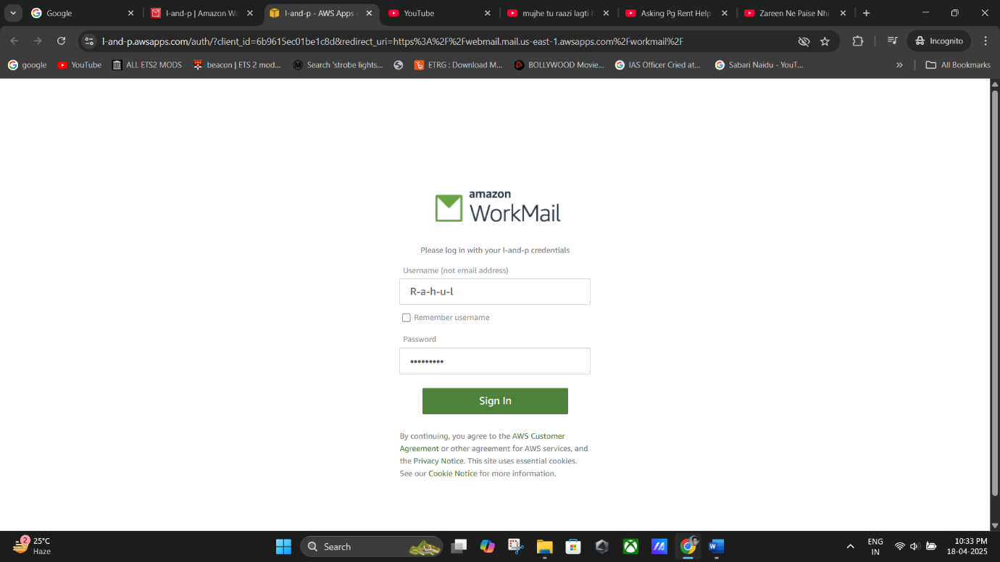 Google
l-and-p | Amazon Wo
l-and-p - AWS Apps A
YouTube
mujhe tu raazi lagti h
Asking Pg Rent Help
Zareen Ne Paise Nhi
l-and-p.awsapps.com/auth/?client_id=6b9615ec01be1c8d&redirect_uri=https%3A%2F%2Fwebmail.mail.us-east-1.awsapps.com%2Fworkmail%2F
Incognito
google
YouTube
ALL ETS2 MODS
beacon | ETS 2 mod...
Search 'strobe lights...
ETRG : Download M...
BOLLYWOOD Movie...
IAS Officer Cried at...
Sabari Naidu - YouT...
All Bookmarks
amazon
WorkMail
Please log in with your l-and-p credentials
Username (not email address)
R-a-h-u-l
Remember username
Password
•••••••••
Sign In
By continuing, you agree to the AWS Customer
Agreement or other agreement for AWS services, and
the Privacy Notice. This site uses essential cookies.
See our Cookie Notice for more information.
2
25°C
Haze
Search
ENG
IN
10:33 PM
18-04-2025